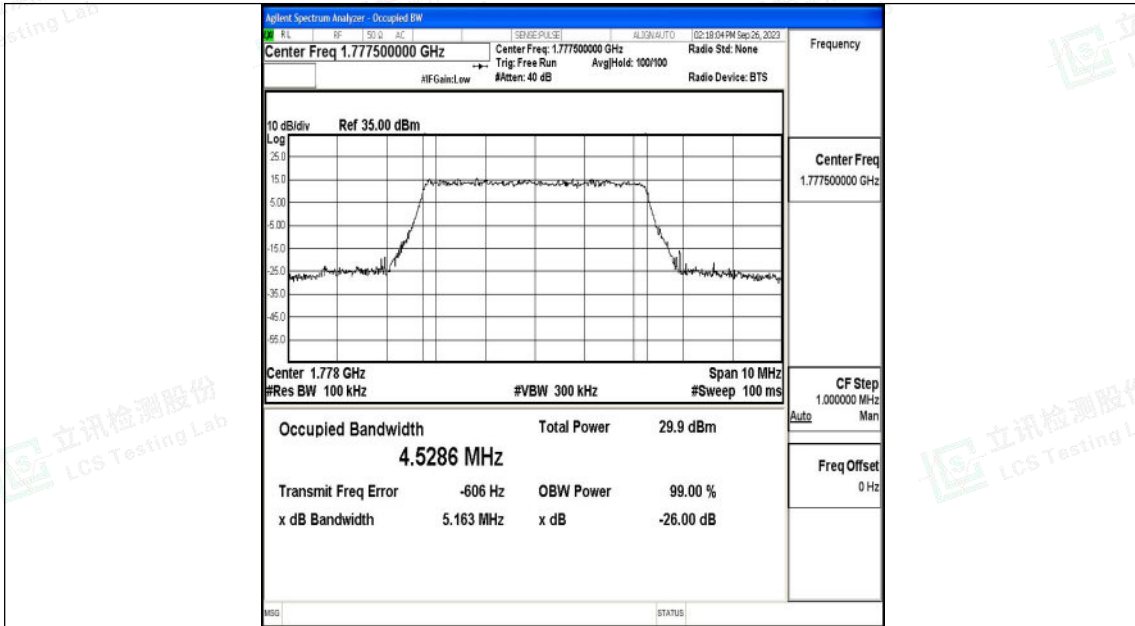 Agilent Spectrum Analyzer - Occupied BW
RL RF 50 Ω AC SENSE:PULSE ALIGNAUTO 02:18:04 PM Sep 26, 2023
Center Freq 1.777500000 GHz
Center Freq: 1.777500000 GHz
Radio Std: None
Trig: Free Run
Avg|Hold: 100/100
#IFGain:Low
#Atten: 40 dB
Radio Device: BTS
10 dB/div
Ref 35.00 dBm
Log
25.0
15.0
5.00
-5.00
-15.0
-25.0
-35.0
-45.0
-55.0
Center 1.778 GHz
Span 10 MHz
#Res BW 100 kHz
#VBW 300 kHz
#Sweep 100 ms
Occupied Bandwidth
Total Power 29.9 dBm
4.5286 MHz
Transmit Freq Error -606 Hz
OBW Power 99.00 %
x dB Bandwidth 5.163 MHz
x dB -26.00 dB
MSG
STATUS
Frequency
Center Freq
1.777500000 GHz
CF Step
1.000000 MHz
Auto Man
Freq Offset
0 Hz
立讯检测股份
LCS Testing Lab
立讯检测股份
LCS Testing L
sting Lab